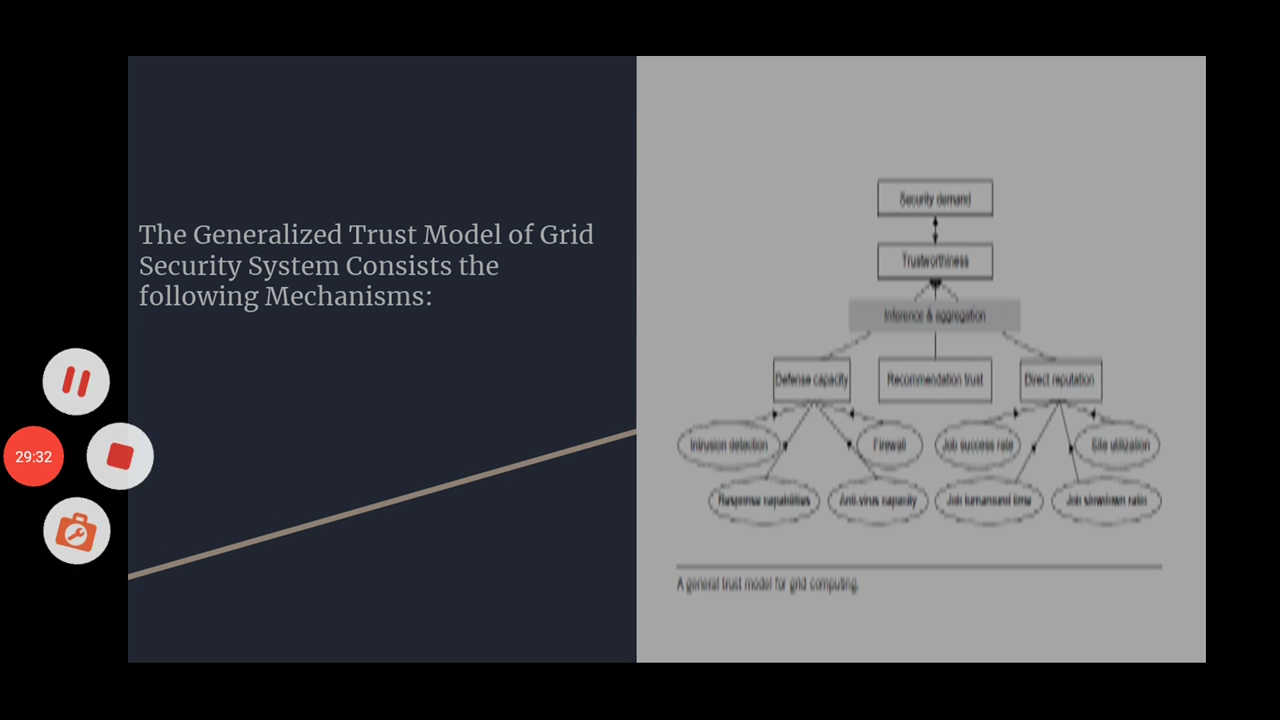 The Generalized Trust Model of Grid
Security System Consists the
following Mechanisms:
29:32
Security demand
Trustworthiness
Inference & aggregation
Defense capacity
Recommendation trust
Direct reputation
Intrusion detection
Firewall
Job success rate
Site utilization
Response capabilities
Anti-virus capacity
Job turnaround time
Job slowdown ratio
A general trust model for grid computing.